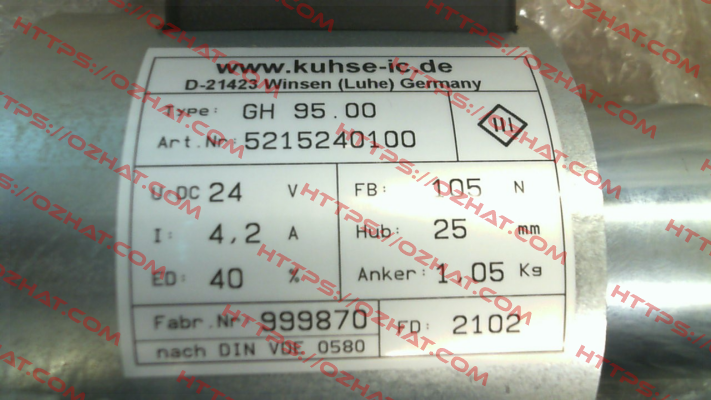 www.kuhse-ic.de
D-21423 Winsen (Luhe) Germany
Type: GH 95.00
Art.Nr: 5215240100
U DC 24 V
I: 4,2 A
ED: 40 %
FB: 105 N
Hub: 25 mm
Anker: 1,05 Kg
Fabr.Nr: 999870
FD: 2102
nach DIN VDE 0580
HTTPS://OZHAT.COM